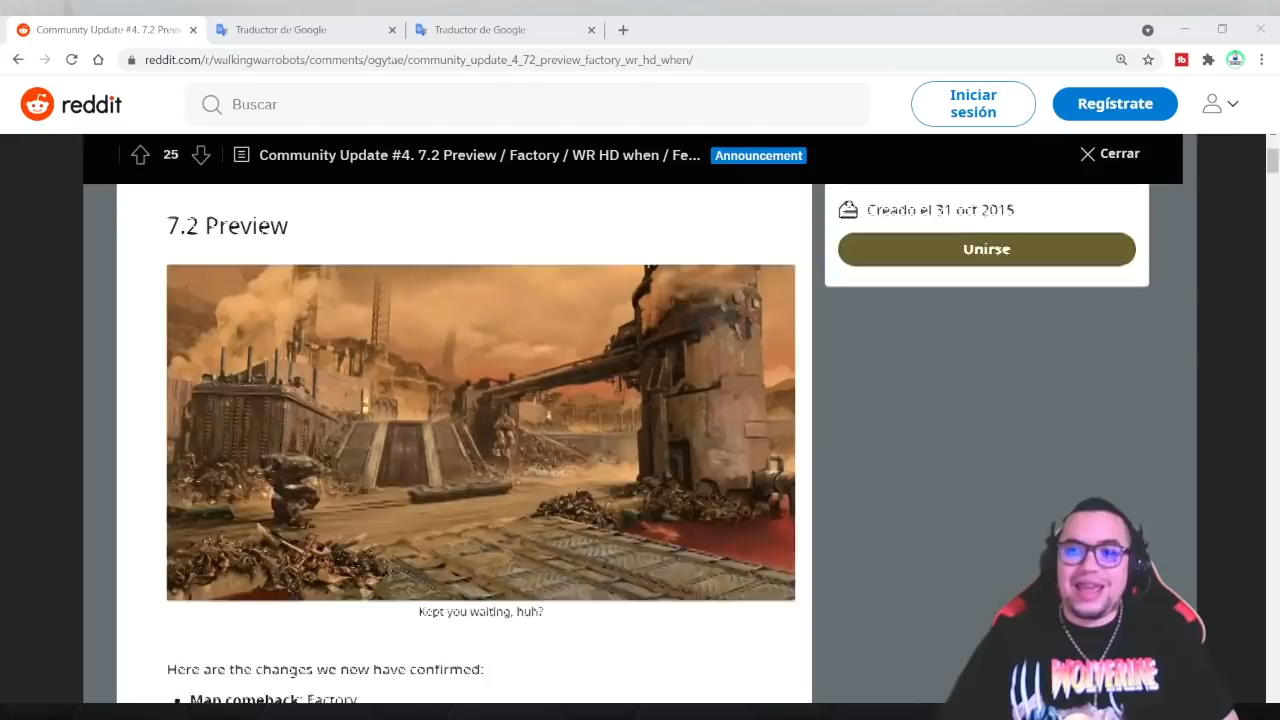 Community Update #4. 7.2 Previ
Traductor de Google
Traductor de Google
reddit.com/r/walkingwarrobots/comments/ogytae/community_update_4_72_preview_factory_wr_hd_when/
reddit
Buscar
Iniciar sesión
Regístrate
25
Community Update #4. 7.2 Preview / Factory / WR HD when / Fe...
Announcement
Cerrar
7.2 Preview
Creado el 31 oct 2015
Unirse
Kept you waiting, huh?
Here are the changes we now have confirmed:
Map comeback: Factory
WOLVERINE